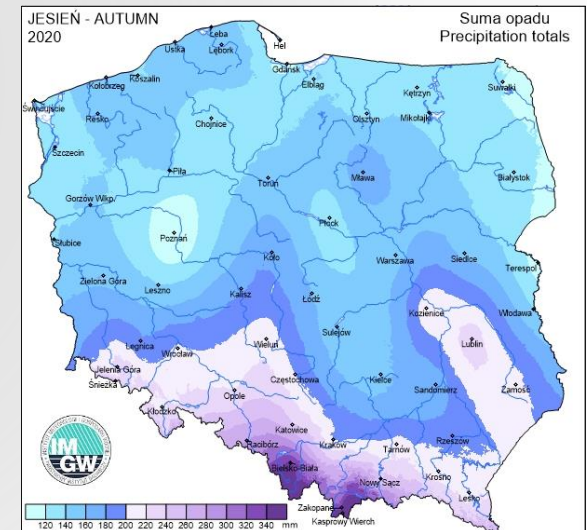 JESIEŃ - AUTUMN
2020
Suma opadu
Precipitation totals
Łeba
Hel
Ustka
Lębork
Gdańsk
Koszalin
Kołobrzeg
Elbląg
Kętrzyn
Suwałki
Świnoujście
Resko
Chojnice
Olsztyn
Mikołajki
Szczecin
Piła
Toruń
Mława
Białystok
Gorzów Wlkp.
Płock
Słubice
Poznań
Koło
Warszawa
Siedlce
Terespol
Zielona Góra
Leszno
Kalisz
Łódź
Kozienice
Włodawa
Sulejów
Legnica
Wrocław
Wieluń
Lublin
Jelenia Góra
Śnieżka
Częstochowa
Kielce
Sandomierz
Zamość
Opole
Kłodzko
Katowice
Racibórz
Kraków
Tarnów
Rzeszów
Bielsko-Biała
Nowy Sącz
Krosno
Lesko
Zakopane
Kasprowy Wierch
IM
GW
120 140 160 180 200 220 240 260 280 300 320 340 mm